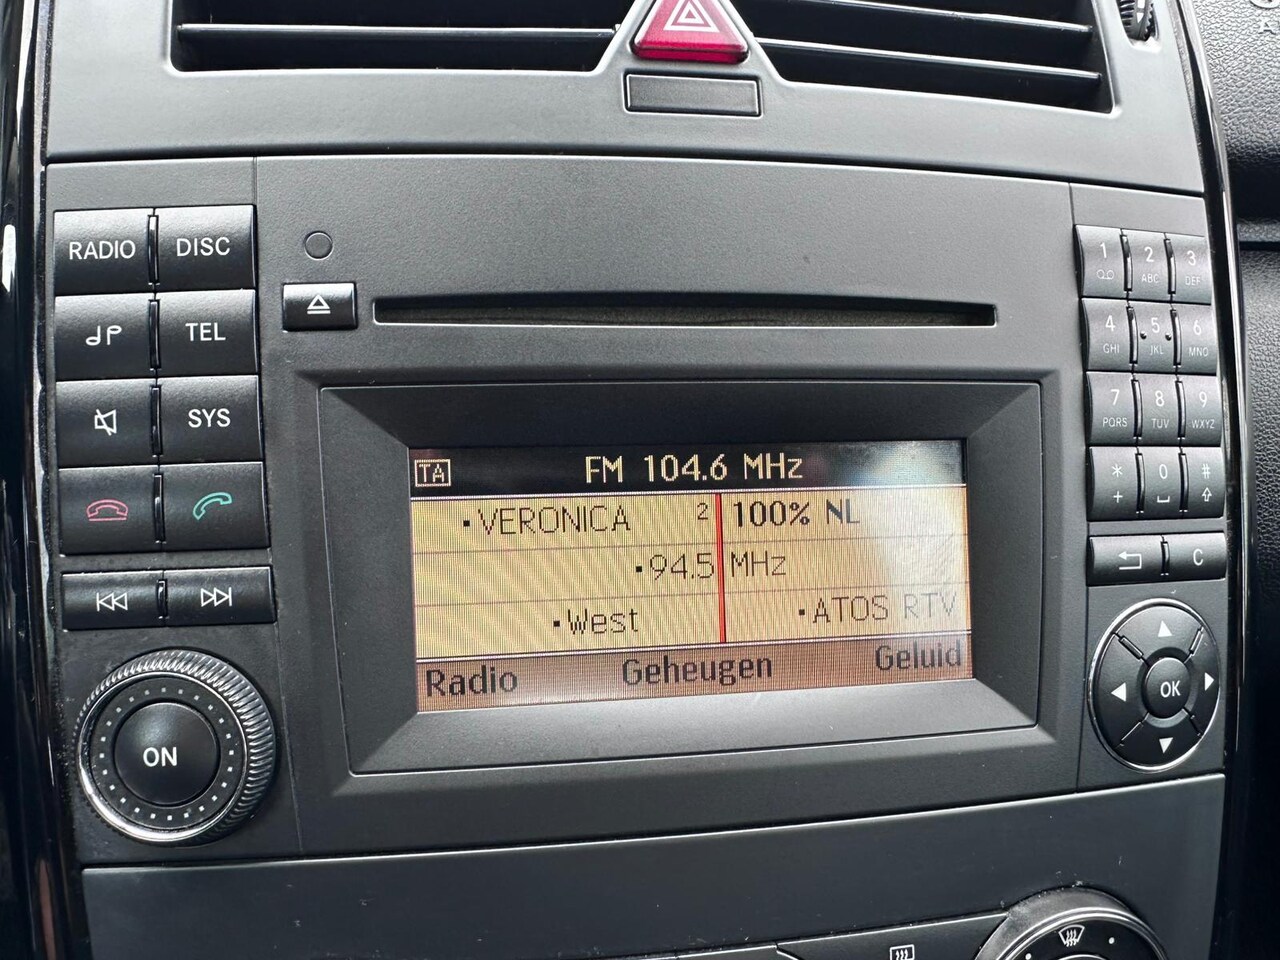 RADIO DISC
TEL
SYS
ON
TA FM 104.6 MHz
·VERONICA 2 100% NL
·94.5 MHz
·West ·ATOS RTV
Radio Geheugen Geluid
1 2 3
ABC DEF
4 5 6
GHI JKL MNO
7 8 9
PQRS TUV WXYZ
* 0 #
+
C
OK